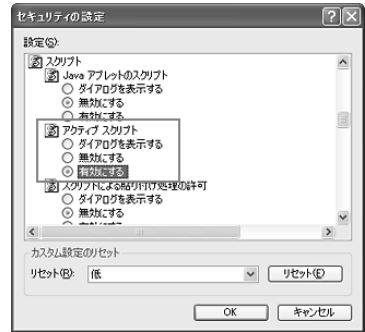 セキュリティの設定
設定(S):
スクリプト
Java アプレットのスクリプト
ダイアログを表示する
無効にする
有効にする
アクティブ スクリプト
ダイアログを表示する
無効にする
有効にする
スクリプトによる貼り付け処理の許可
ダイアログを表示する
無効にする
カスタム設定のリセット
リセット(R): 低 リセット(E)
OK キャンセル